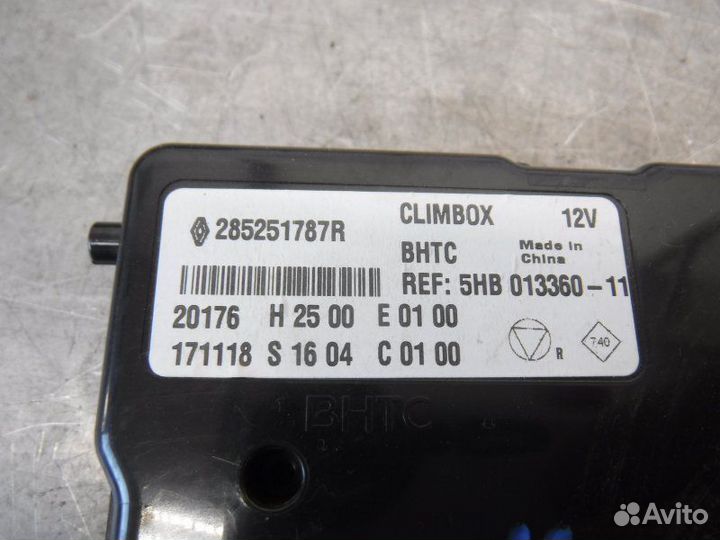 285251787R
CLIMBOX 12V
BHTC Made in China
REF: 5HB 013360-11
20176 H 25 00 E 01 00
171118 S 16 04 C 01 00
R
740
BHTC
Avito